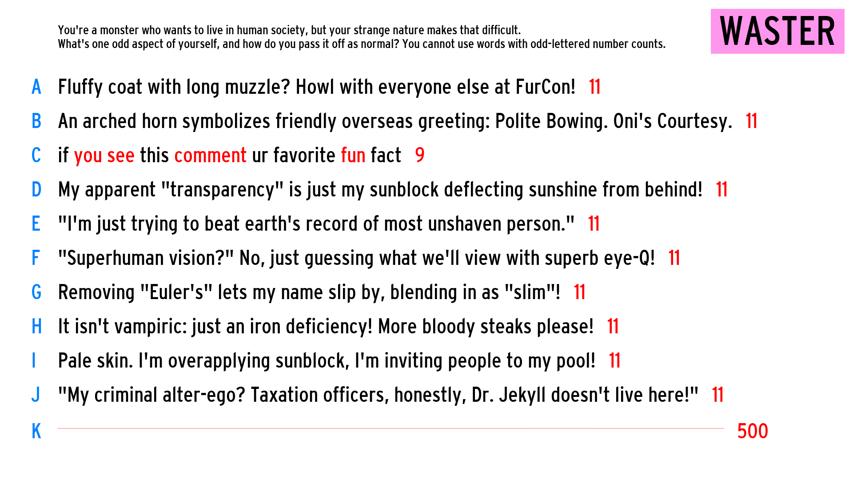 You're a monster who wants to live in human society, but your strange nature makes that difficult.
What's one odd aspect of yourself, and how do you pass it off as normal? You cannot use words with odd-lettered number counts.
WASTER
A Fluffy coat with long muzzle? Howl with everyone else at FurCon! 11
B An arched horn symbolizes friendly overseas greeting: Polite Bowing. Oni's Courtesy. 11
C if you see this comment ur favorite fun fact 9
D My apparent "transparency" is just my sunblock deflecting sunshine from behind! 11
E "I'm just trying to beat earth's record of most unshaven person." 11
F "Superhuman vision?" No, just guessing what we'll view with superb eye-Q! 11
G Removing "Euler's" lets my name slip by, blending in as "slim"! 11
H It isn't vampiric: just an iron deficiency! More bloody steaks please! 11
I Pale skin. I'm overapplying sunblock, I'm inviting people to my pool! 11
J "My criminal alter-ego? Taxation officers, honestly, Dr. Jekyll doesn't live here!" 11
K 500